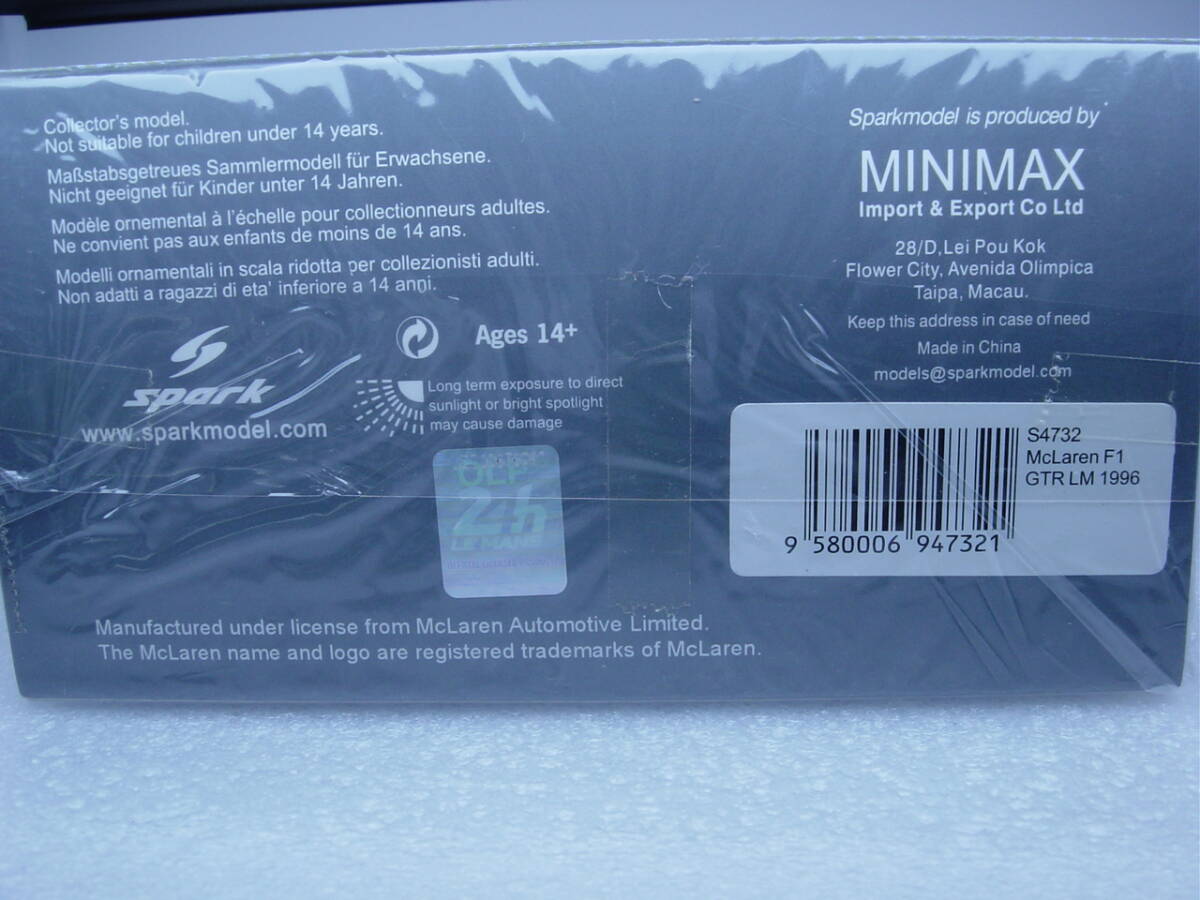 Collector's model.
Not suitable for children under 14 years.
Maßstabsgetreues Sammlermodell für Erwachsene.
Nicht geeignet für Kinder unter 14 Jahren.
Modèle ornemental à l'échelle pour collectionneurs adultes.
Ne convient pas aux enfants de moins de 14 ans.
Modelli ornamentali in scala ridotta per collezionisti adulti.
Non adatti a ragazzi di eta' inferiore a 14 anni.
spark
www.sparkmodel.com
Ages 14+
Long term exposure to direct
sunlight or bright spotlight
may cause damage
24h
LE MANS
Manufactured under license from McLaren Automotive Limited.
The McLaren name and logo are registered trademarks of McLaren.
Sparkmodel is produced by
MINIMAX
Import & Export Co Ltd
28/D,Lei Pou Kok
Flower City, Avenida Olimpica
Taipa, Macau.
Keep this address in case of need
Made in China
models@sparkmodel.com
S4732
McLaren F1
GTR LM 1996
9 580006 947321